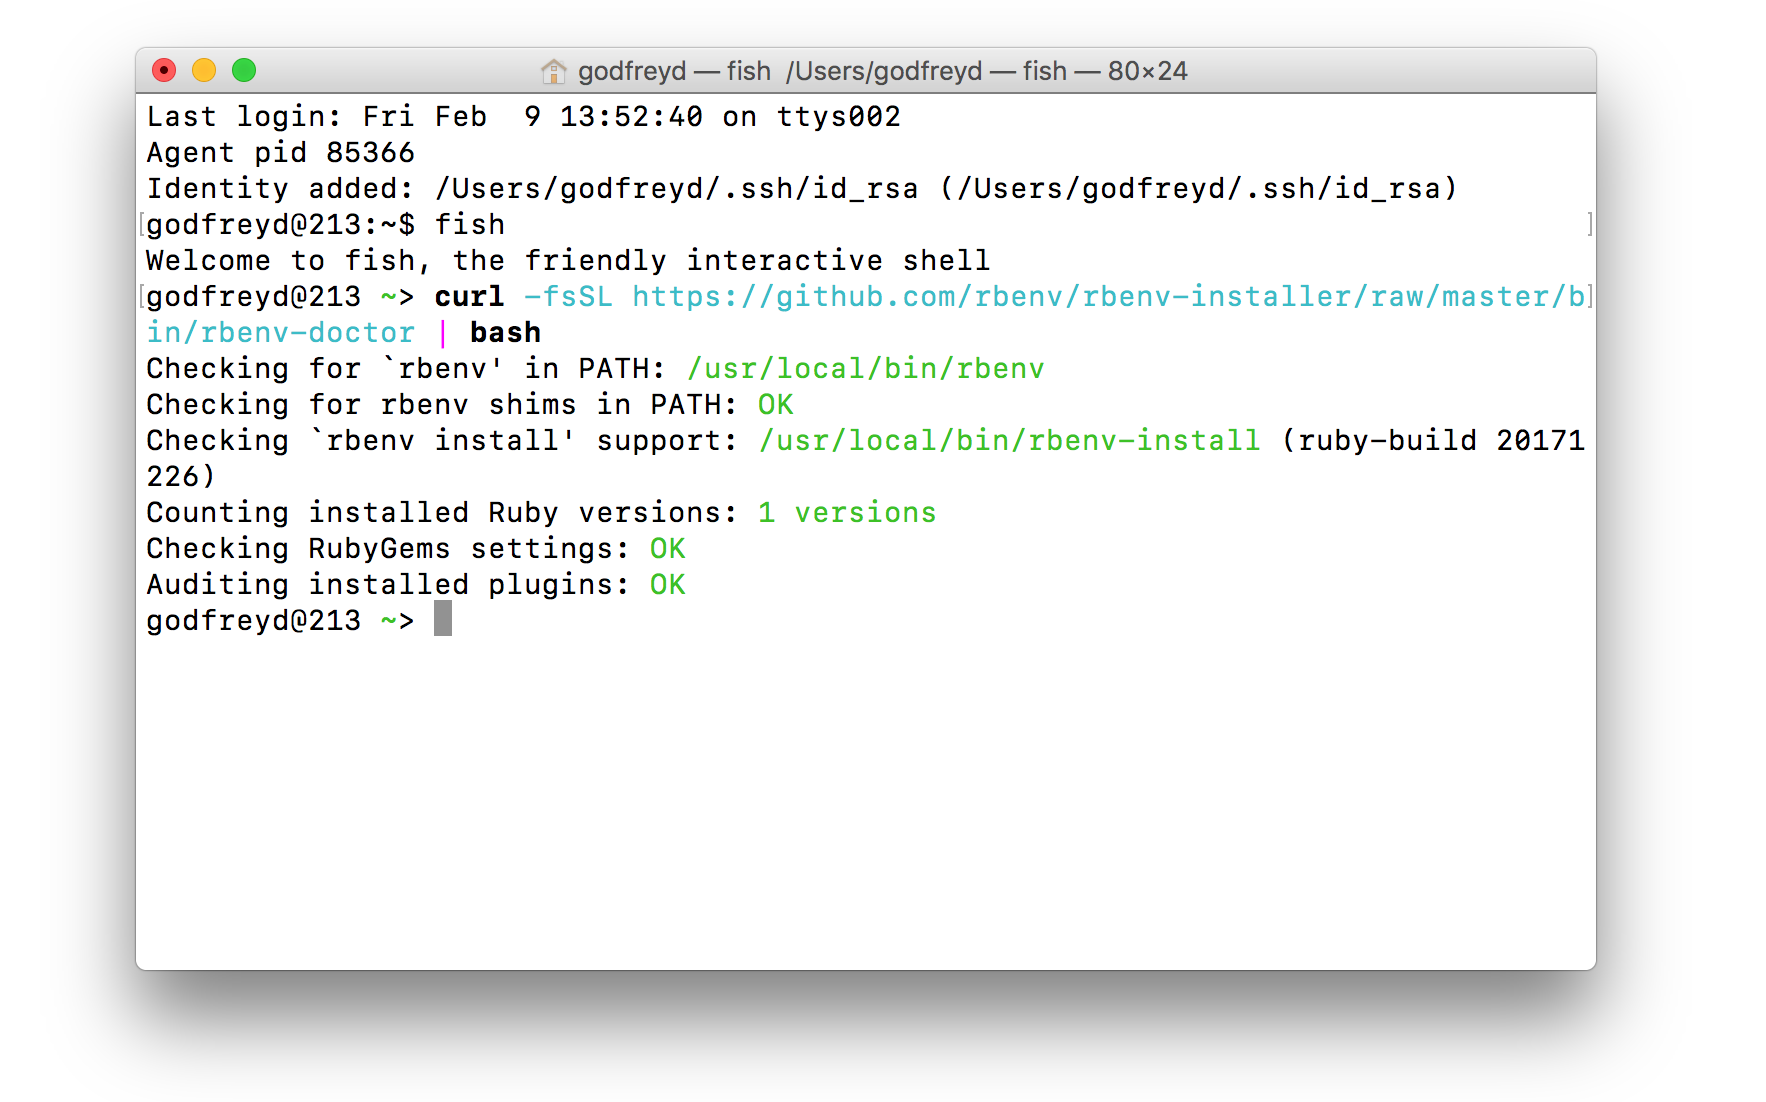 godfreyd — fish  /Users/godfreyd — fish — 80×24
Last login: Fri Feb  9 13:52:40 on ttys002
Agent pid 85366
Identity added: /Users/godfreyd/.ssh/id_rsa (/Users/godfreyd/.ssh/id_rsa)
[godfreyd@213:~$ fish ]
Welcome to fish, the friendly interactive shell
[godfreyd@213 ~> curl -fsSL https://github.com/rbenv/rbenv-installer/raw/master/b]
in/rbenv-doctor | bash
Checking for `rbenv' in PATH: /usr/local/bin/rbenv
Checking for rbenv shims in PATH: OK
Checking `rbenv install' support: /usr/local/bin/rbenv-install (ruby-build 20171
226)
Counting installed Ruby versions: 1 versions
Checking RubyGems settings: OK
Auditing installed plugins: OK
godfreyd@213 ~>